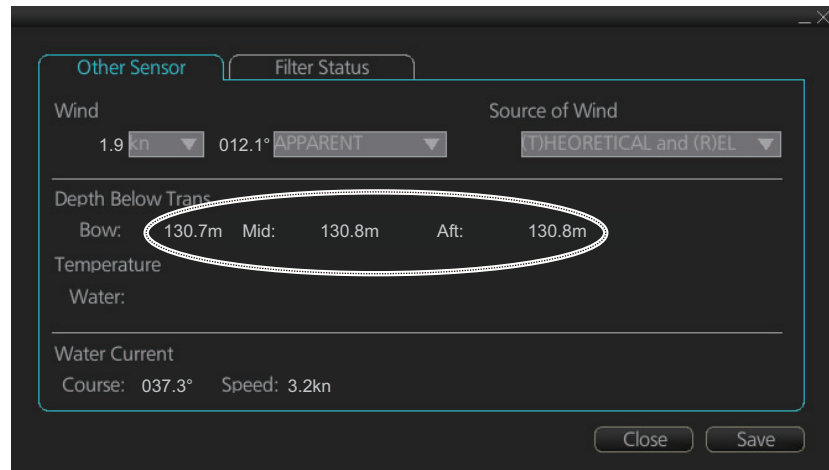 Other Sensor Filter Status
Wind Source of Wind
1.9 kn 012.1° APPARENT (T)HEORETICAL and (R)EL
Depth Below Trans
Bow: 130.7m Mid: 130.8m Aft: 130.8m
Temperature
Water:
Water Current
Course: 037.3° Speed: 3.2kn
Close Save